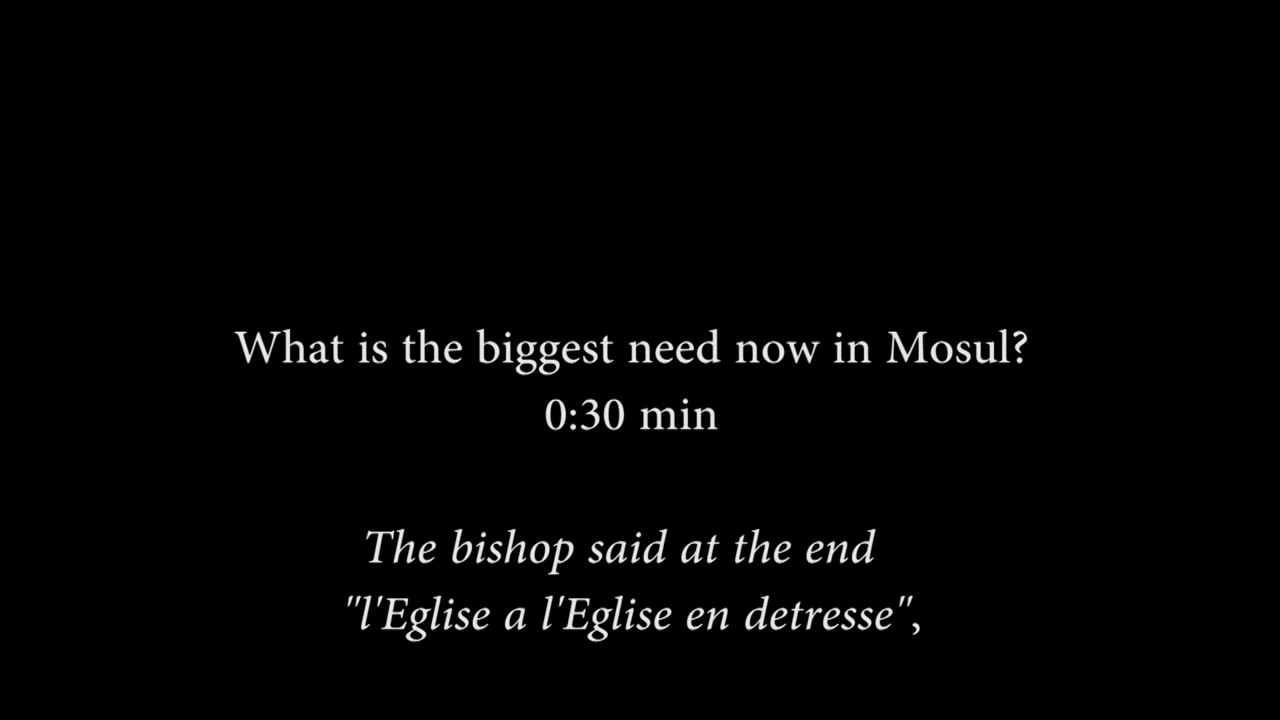 What is the biggest need now in Mosul?
0:30 min
The bishop said at the end
"l'Eglise a l'Eglise en detresse",